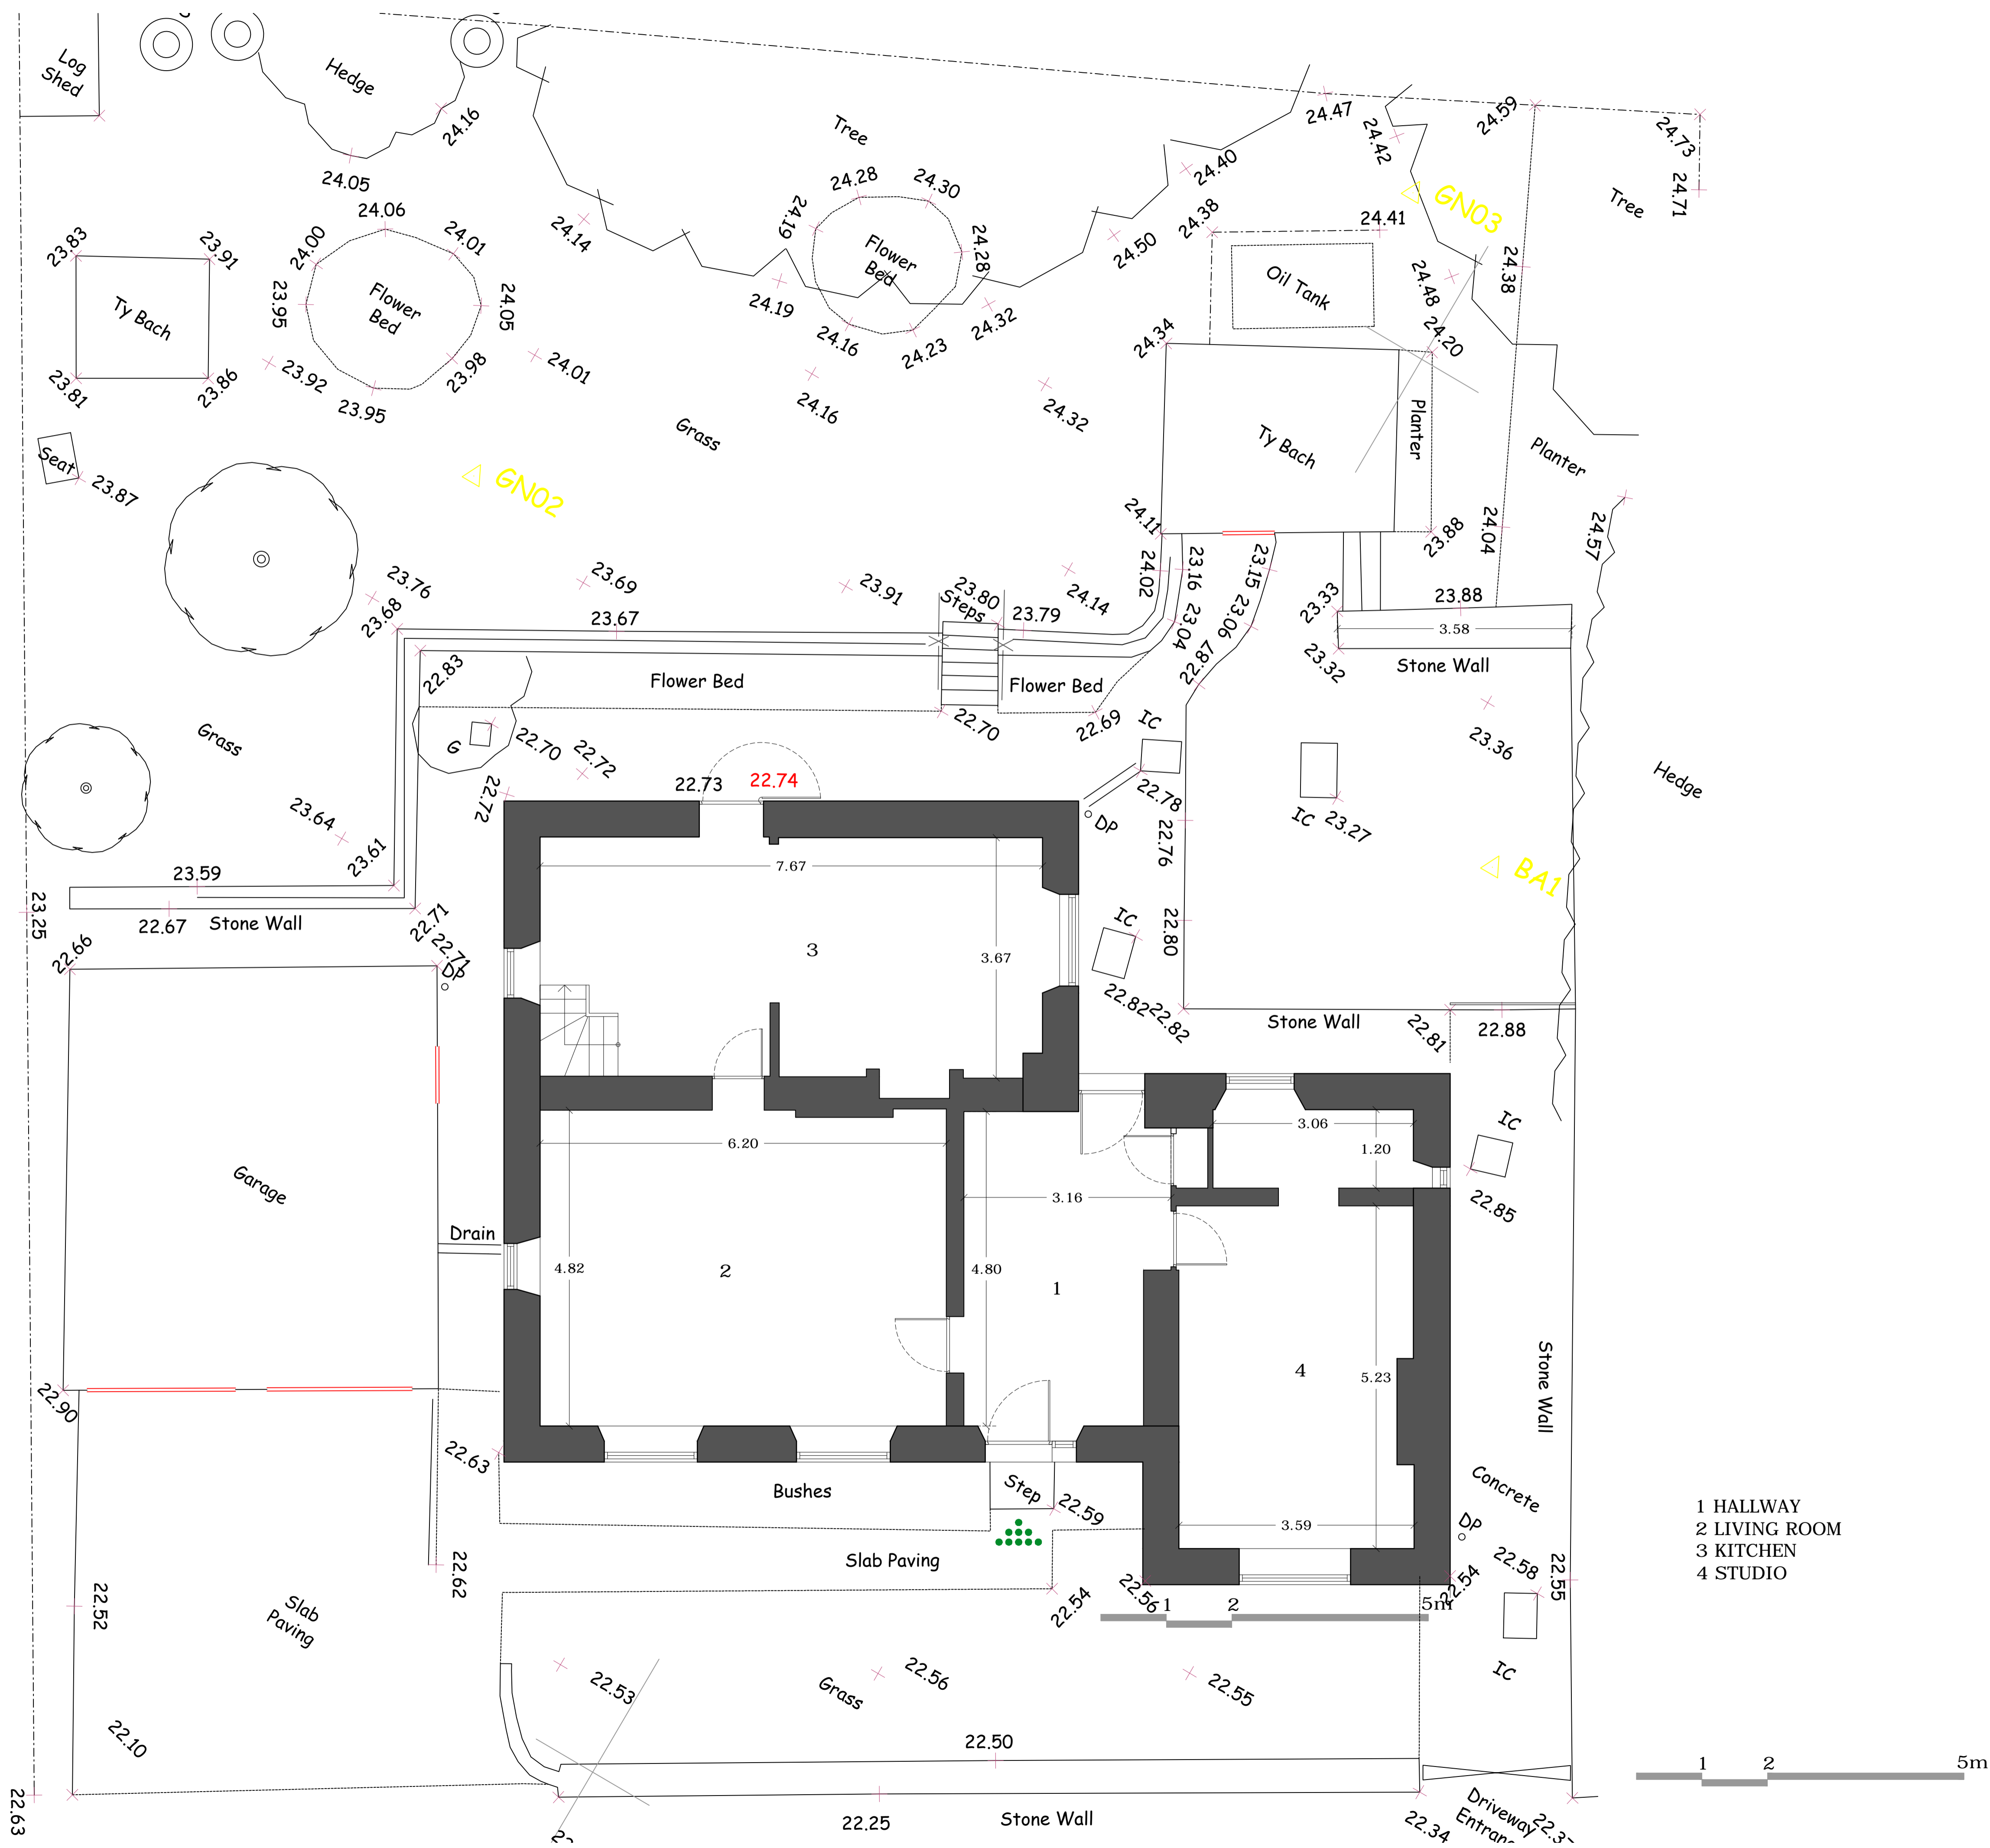 Log
Shed
Hedge
24.16
24.05
Tree
24.47
24.42
24.59
24.73
24.71
Tree
24.40
24.38
24.41
GN03
24.28
24.30
24.19
24.28
Flower
Bed
24.14
24.50
24.19
24.32
24.16
24.23
Oil Tank
24.48
24.38
24.20
24.34
24.06
24.00
24.01
23.95
Flower
Bed
24.05
23.98
23.95
23.92
24.01
23.83
23.91
Ty Bach
23.81
23.86
Seat
23.87
Grass
24.16
24.32
GN02
Ty Bach
Planter
Planter
24.11
23.88
24.04
24.57
24.02
23.16
23.15
23.04
23.06
22.87
23.76
23.68
23.69
23.67
23.91
23.80
Steps
23.79
24.14
23.33
23.88
3.58
23.32
Stone Wall
22.83
Flower Bed
Flower Bed
22.70
22.69
IC
23.36
Hedge
Grass
G
22.70
22.72
22.72
22.73
22.74
22.78
DP
IC
23.27
22.76
23.64
23.61
23.59
22.67
Stone Wall
22.71
22.71
DP
23.25
22.66
7.67
3
3.67
IC
22.80
BA1
22.82
22.82
Stone Wall
22.81
22.88
Garage
Drain
6.20
4.82
2
3.16
4.80
1
3.06
1.20
IC
22.85
4
5.23
Stone Wall
22.90
22.63
Bushes
Step
22.59
3.59
Concrete
DP
22.58
22.55
22.54
22.56
22.54
1 2 5m
IC
1 HALLWAY
2 LIVING ROOM
3 KITCHEN
4 STUDIO
Slab Paving
22.62
22.52
Slab
Paving
22.10
22.53
22.56
22.55
Grass
22.50
22.63
22.25
Stone Wall
22.34
Driveway
1 2 5m